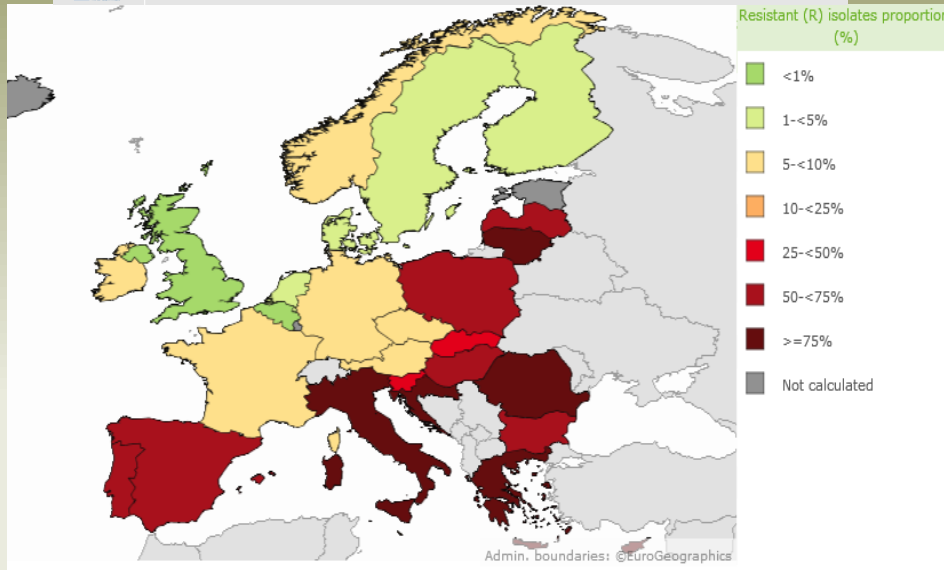 Resistant (R) isolates proportion
(%)
<1%
1-<5%
5-<10%
10-<25%
25-<50%
50-<75%
>=75%
Not calculated
Admin. boundaries: ©EuroGeographics